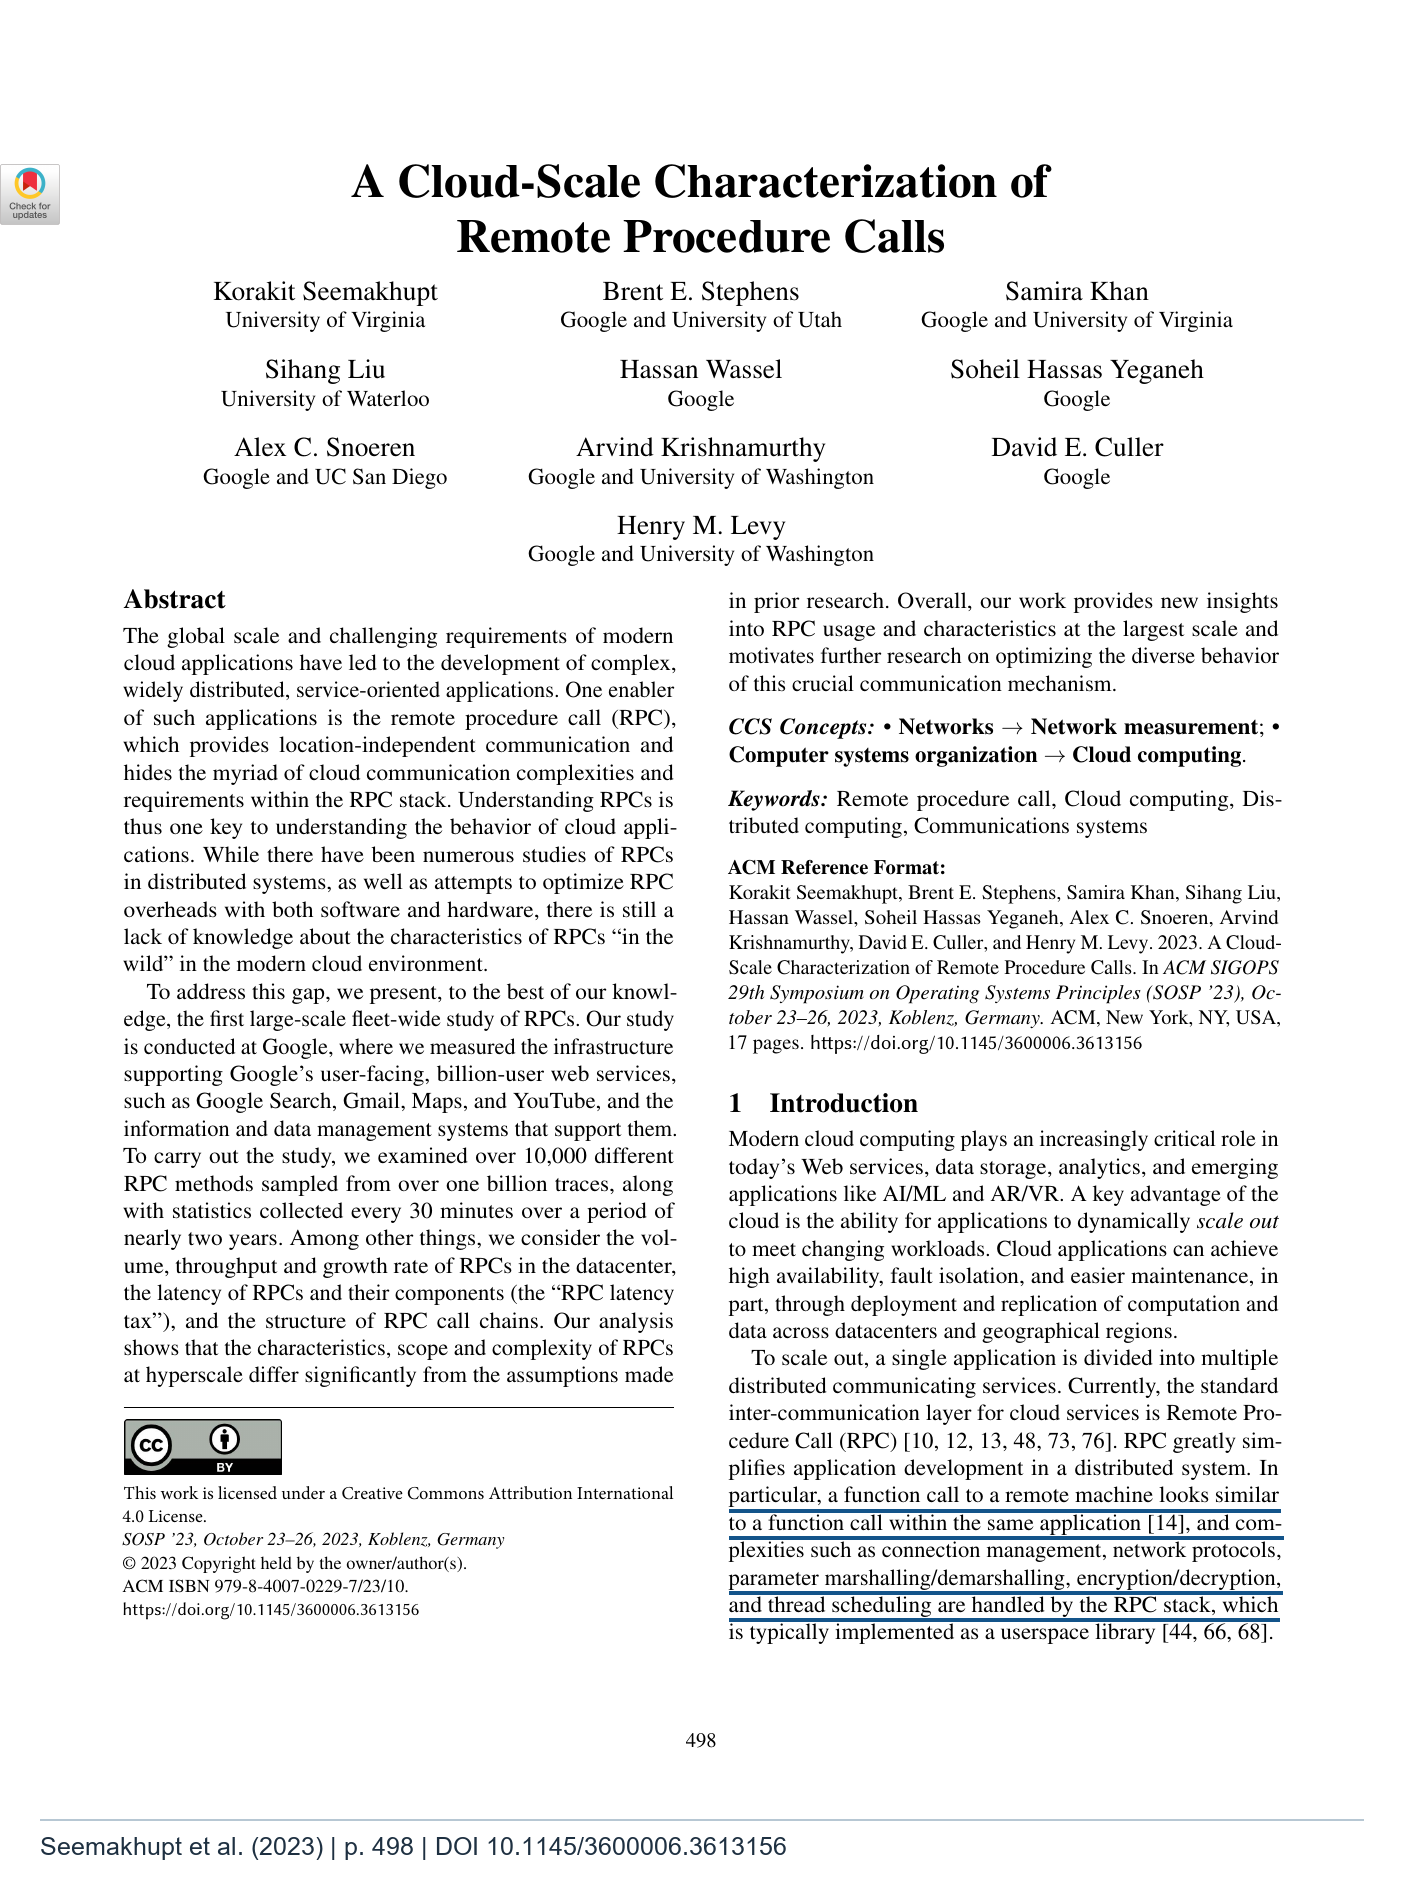 Check for
updates
A Cloud-Scale Characterization of
Remote Procedure Calls
Korakit Seemakhupt
University of Virginia
Brent E. Stephens
Google and University of Utah
Samira Khan
Google and University of Virginia
Sihang Liu
University of Waterloo
Hassan Wassel
Google
Soheil Hassas Yeganeh
Google
Alex C. Snoeren
Google and UC San Diego
Arvind Krishnamurthy
Google and University of Washington
David E. Culler
Google
Henry M. Levy
Google and University of Washington
Abstract
The global scale and challenging requirements of modern
cloud applications have led to the development of complex,
widely distributed, service-oriented applications. One enabler
of such applications is the remote procedure call (RPC),
which provides location-independent communication and
hides the myriad of cloud communication complexities and
requirements within the RPC stack. Understanding RPCs is
thus one key to understanding the behavior of cloud appli-
cations. While there have been numerous studies of RPCs
in distributed systems, as well as attempts to optimize RPC
overheads with both software and hardware, there is still a
lack of knowledge about the characteristics of RPCs “in the
wild” in the modern cloud environment.
To address this gap, we present, to the best of our knowl-
edge, the first large-scale fleet-wide study of RPCs. Our study
is conducted at Google, where we measured the infrastructure
supporting Google’s user-facing, billion-user web services,
such as Google Search, Gmail, Maps, and YouTube, and the
information and data management systems that support them.
To carry out the study, we examined over 10,000 different
RPC methods sampled from over one billion traces, along
with statistics collected every 30 minutes over a period of
nearly two years. Among other things, we consider the vol-
ume, throughput and growth rate of RPCs in the datacenter,
the latency of RPCs and their components (the “RPC latency
tax”), and the structure of RPC call chains. Our analysis
shows that the characteristics, scope and complexity of RPCs
at hyperscale differ significantly from the assumptions made
cc
BY
This work is licensed under a Creative Commons Attribution International
4.0 License.
SOSP ’23, October 23–26, 2023, Koblenz, Germany
© 2023 Copyright held by the owner/author(s).
ACM ISBN 979-8-4007-0229-7/23/10.
https://doi.org/10.1145/3600006.3613156
in prior research. Overall, our work provides new insights
into RPC usage and characteristics at the largest scale and
motivates further research on optimizing the diverse behavior
of this crucial communication mechanism.
CCS Concepts: • Networks → Network measurement; •
Computer systems organization → Cloud computing.
Keywords: Remote procedure call, Cloud computing, Dis-
tributed computing, Communications systems
ACM Reference Format:
Korakit Seemakhupt, Brent E. Stephens, Samira Khan, Sihang Liu,
Hassan Wassel, Soheil Hassas Yeganeh, Alex C. Snoeren, Arvind
Krishnamurthy, David E. Culler, and Henry M. Levy. 2023. A Cloud-
Scale Characterization of Remote Procedure Calls. In ACM SIGOPS
29th Symposium on Operating Systems Principles (SOSP ’23), Oc-
tober 23–26, 2023, Koblenz, Germany. ACM, New York, NY, USA,
17 pages. https://doi.org/10.1145/3600006.3613156
1 Introduction
Modern cloud computing plays an increasingly critical role in
today’s Web services, data storage, analytics, and emerging
applications like AI/ML and AR/VR. A key advantage of the
cloud is the ability for applications to dynamically scale out
to meet changing workloads. Cloud applications can achieve
high availability, fault isolation, and easier maintenance, in
part, through deployment and replication of computation and
data across datacenters and geographical regions.
To scale out, a single application is divided into multiple
distributed communicating services. Currently, the standard
inter-communication layer for cloud services is Remote Pro-
cedure Call (RPC) [10, 12, 13, 48, 73, 76]. RPC greatly sim-
plifies application development in a distributed system. In
particular, a function call to a remote machine looks similar
to a function call within the same application [14], and com-
plexities such as connection management, network protocols,
parameter marshalling/demarshalling, encryption/decryption,
and thread scheduling are handled by the RPC stack, which
is typically implemented as a userspace library [44, 66, 68].
498
Seemakhupt et al. (2023) | p. 498 | DOI 10.1145/3600006.3613156